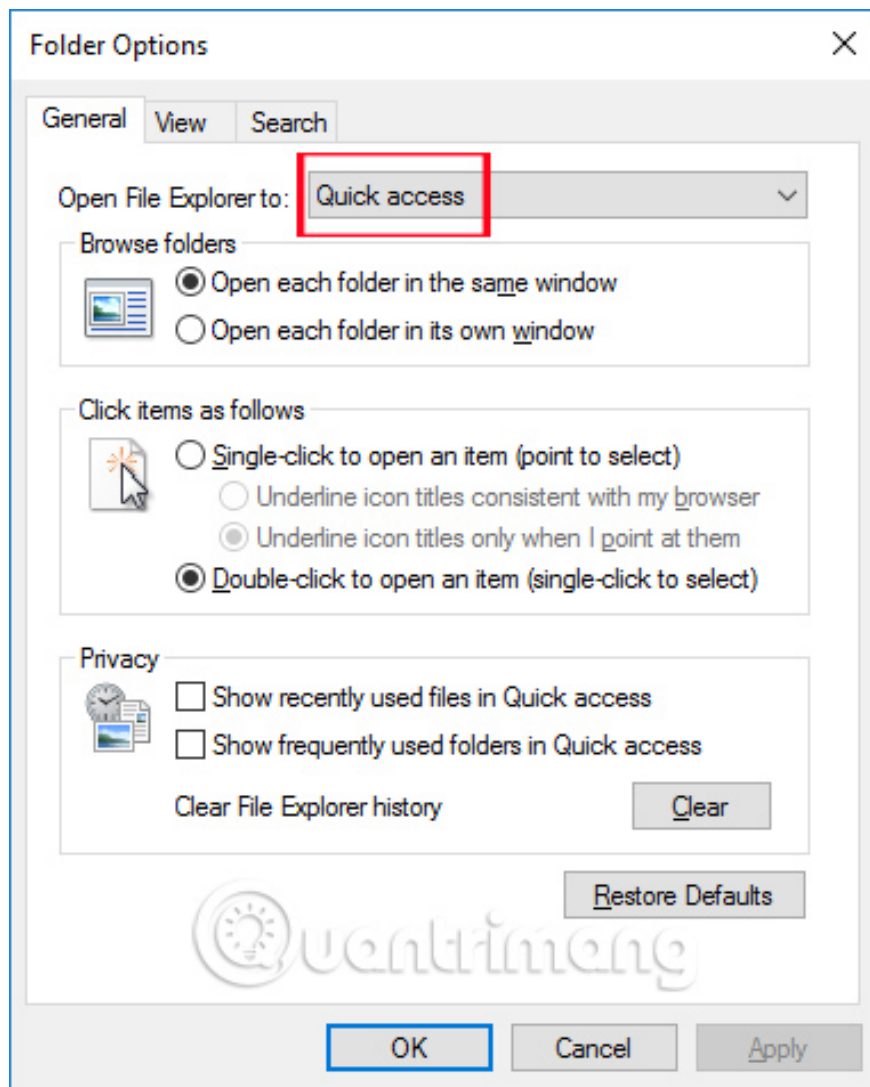 Folder Options
General View Search
Open File Explorer to: Quick access
Browse folders
Open each folder in the same window
Open each folder in its own window
Click items as follows
Single-click to open an item (point to select)
Underline icon titles consistent with my browser
Underline icon titles only when I point at them
Double-click to open an item (single-click to select)
Privacy
Show recently used files in Quick access
Show frequently used folders in Quick access
Clear File Explorer history Clear
Restore Defaults
Quantrimang
OK Cancel Apply